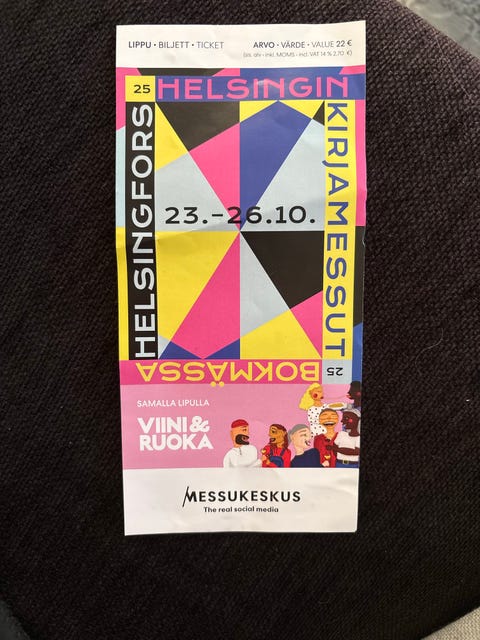 LIPPU • BILJETT • TICKET
ARVO • VÄRDE • VALUE 22 €
(sis. alv • inkl. MOMS • incl. VAT 14 % 2,70 €)
25 HELSINGIN
KIRJAMESSUT
HELSINGFORS
23.–26.10.
BOKMÄSSA
25
SAMALLA LIPULLA
VIINI&
RUOKA
MESSUKESKUS
The real social media